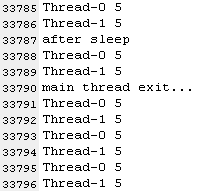 33785 Thread-0 5
33786 Thread-1 5
33787 after sleep
33788 Thread-0 5
33789 Thread-1 5
33790 main thread exit...
33791 Thread-0 5
33792 Thread-1 5
33793 Thread-0 5
33794 Thread-1 5
33795 Thread-0 5
33796 Thread-1 5